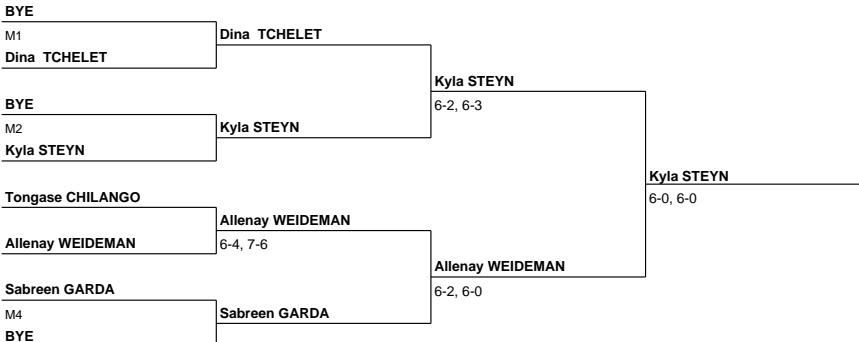 BYE
M1
Dina TCHELET
Dina TCHELET
Kyla STEYN
6-2, 6-3
BYE
M2
Kyla STEYN
Kyla STEYN
Kyla STEYN
6-0, 6-0
Tongase CHILANGO
Allenay WEIDEMAN
Allenay WEIDEMAN
6-4, 7-6
Allenay WEIDEMAN
6-2, 6-0
Sabreen GARDA
M4
Sabreen GARDA
BYE